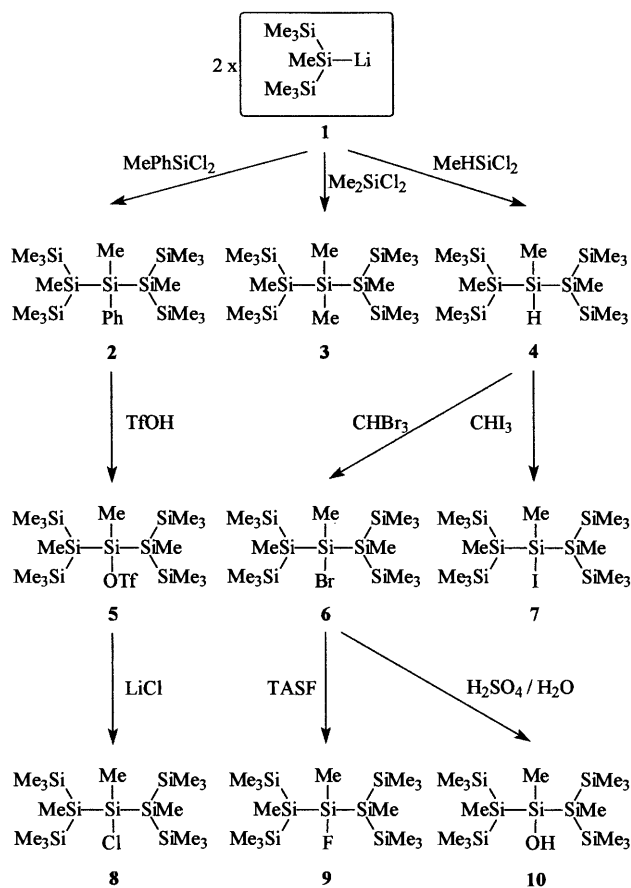 2 x
Me3Si
MeSi—Li
Me3Si
1
MePhSiCl2
Me2SiCl2
MeHSiCl2
Me3Si Me SiMe3
MeSi—Si—SiMe
Me3Si Ph SiMe3
2
Me3Si Me SiMe3
MeSi—Si—SiMe
Me3Si Me SiMe3
3
Me3Si Me SiMe3
MeSi—Si—SiMe
Me3Si H SiMe3
4
TfOH
CHBr3
CHI3
Me3Si Me SiMe3
MeSi—Si—SiMe
Me3Si OTf SiMe3
5
Me3Si Me SiMe3
MeSi—Si—SiMe
Me3Si Br SiMe3
6
Me3Si Me SiMe3
MeSi—Si—SiMe
Me3Si I SiMe3
7
LiCl
TASF
H2SO4 / H2O
Me3Si Me SiMe3
MeSi—Si—SiMe
Me3Si Cl SiMe3
8
Me3Si Me SiMe3
MeSi—Si—SiMe
Me3Si F SiMe3
9
Me3Si Me SiMe3
MeSi—Si—SiMe
Me3Si OH SiMe3
10